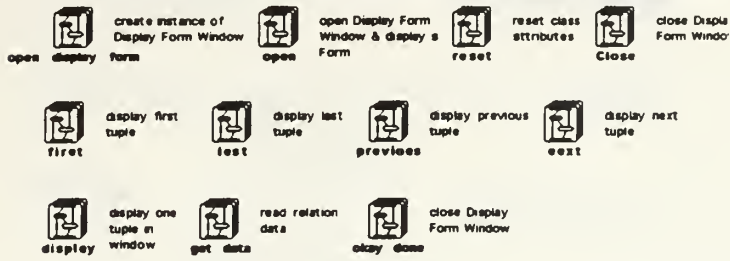 create instance of
Display Form Window
open display form
open Display Form
Window & display s
Form
open
reset class
attributes
reset
close Displa
Form Windo
Close
display first
tuple
first
display last
tuple
last
display previous
tuple
previous
display next
tuple
next
display one
tuple in
window
display
read relation
data
get data
close Display
Form Window
okay done